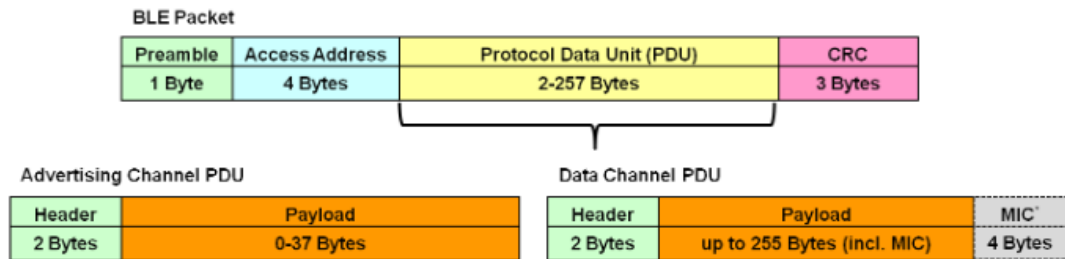 BLE Packet
Preamble Access Address Protocol Data Unit (PDU) CRC
1 Byte 4 Bytes 2-257 Bytes 3 Bytes
Advertising Channel PDU Data Channel PDU
Header Payload Header Payload MIC*
2 Bytes 0-37 Bytes 2 Bytes up to 255 Bytes (incl. MIC) 4 Bytes